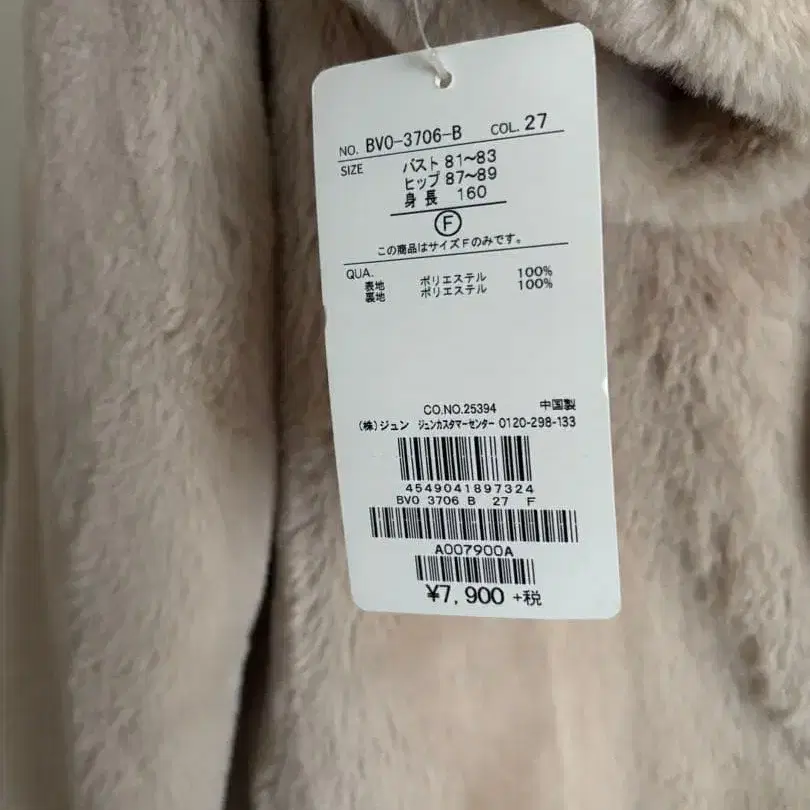 NO. BVO-3706-B COL. 27
SIZE バスト 81〜83
ヒップ 87〜89
身長 160
F
この商品はサイズFのみです。
QUA.
表地 ポリエステル 100%
裏地 ポリエステル 100%
CO.NO.25394 中国製
(株)ジュン ジュンカスタマーセンター 0120-298-133
4549041897324
BVO 3706 B 27 F
A007900A
¥7,900 +税